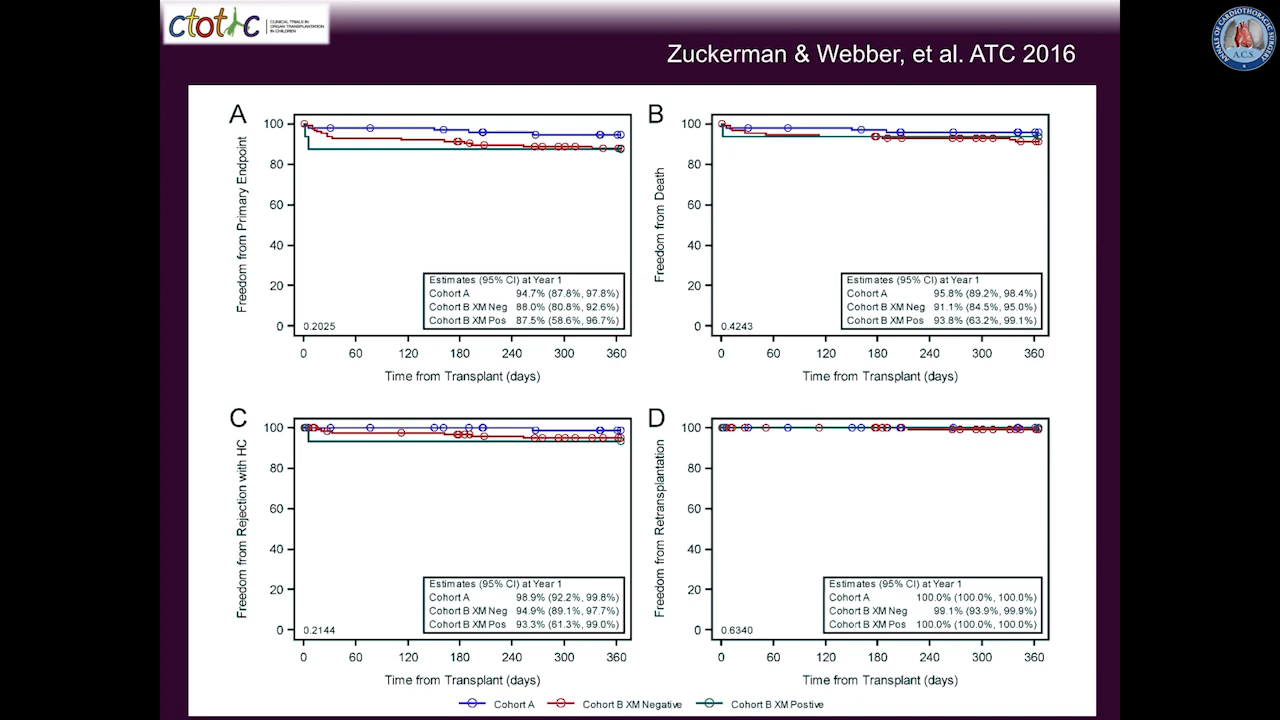 ctotc
CLINICAL TRIALS IN
ORGAN TRANSPLANTATION
IN CHILDREN
ANNALS OF CARDIOTHORACIC SURGERY
A.C.S
Zuckerman & Webber, et al. ATC 2016
A
Freedom from Primary Endpoint
100
80
60
40
20
0
Estimates (95% CI) at Year 1
Cohort A 94.7% (87.6%, 97.8%)
Cohort B XM Neg 88.0% (80.8%, 92.6%)
Cohort B XM Pos 87.5% (58.6%, 96.7%)
0.2025
0 60 120 180 240 300 360
Time from Transplant (days)
B
Freedom from Death
100
80
60
40
20
0
Estimates (95% CI) at Year 1
Cohort A 95.8% (89.2%, 98.4%)
Cohort B XM Neg 91.1% (84.5%, 95.0%)
Cohort B XM Pos 93.8% (63.2%, 99.1%)
0.4243
0 60 120 180 240 300 360
Time from Transplant (days)
C
Freedom from Rejection with HC
100
80
60
40
20
0
Estimates (95% CI) at Year 1
Cohort A 98.9% (92.2%, 99.8%)
Cohort B XM Neg 94.9% (89.1%, 97.7%)
Cohort B XM Pos 93.3% (61.3%, 99.0%)
0.2144
0 60 120 180 240 300 360
Time from Transplant (days)
D
Freedom from Retransplantation
100
80
60
40
20
0
Estimates (95% CI) at Year 1
Cohort A 100.0% (100.0%, 100.0%)
Cohort B XM Neg 99.1% (93.9%, 99.9%)
Cohort B XM Pos 100.0% (100.0%, 100.0%)
0.6340
0 60 120 180 240 300 360
Time from Transplant (days)
Cohort A Cohort B XM Negative Cohort B XM Postive